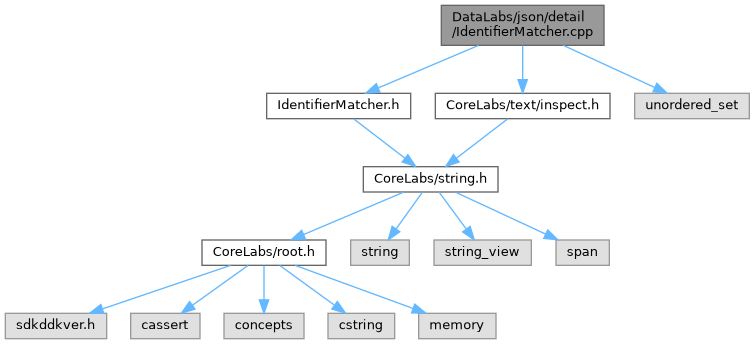 DataLabs/json/detail
/IdentifierMatcher.cpp
IdentifierMatcher.h
CoreLabs/text/inspect.h
unordered_set
CoreLabs/string.h
CoreLabs/root.h
string
string_view
span
sdkddkver.h
cassert
concepts
cstring
memory